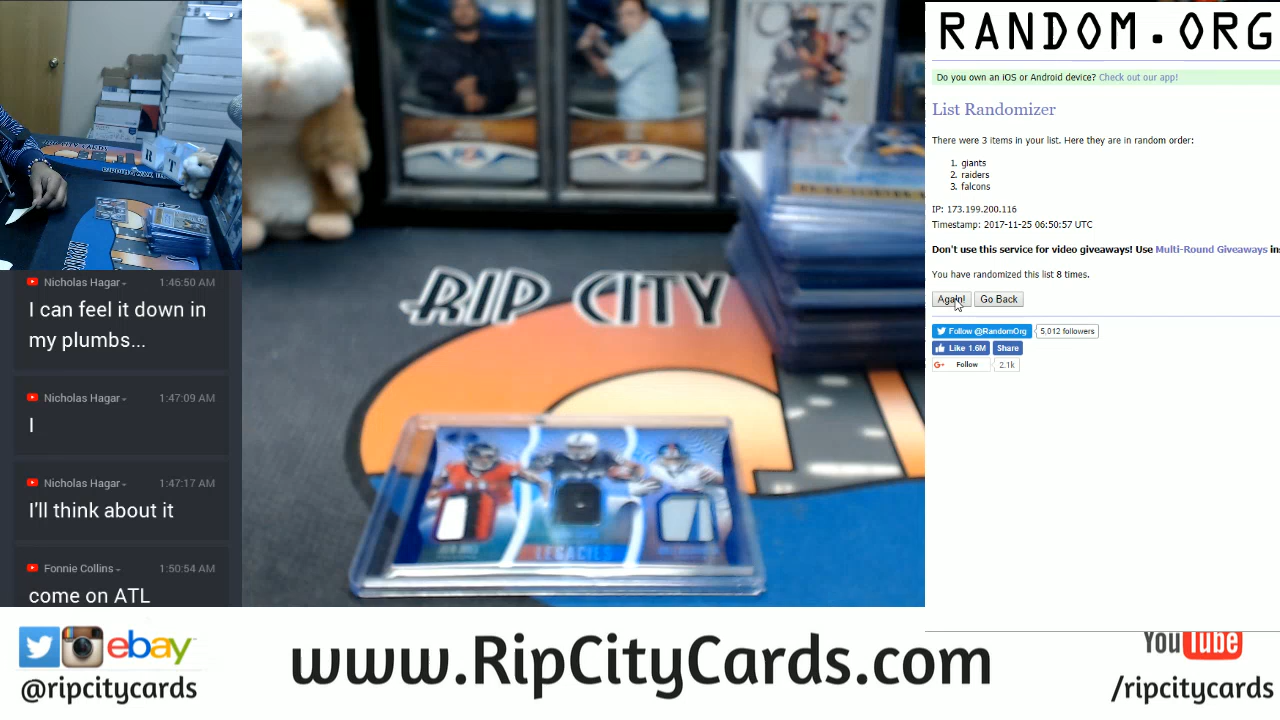 Nicholas Hagar 1:46:50 AM
I can feel it down in
my plumbs...
Nicholas Hagar 1:47:09 AM
I
Nicholas Hagar 1:47:17 AM
I'll think about it
Fonnie Collins 1:50:54 AM
come on ATL
RIP CITY
LEGACIES
RANDOM.ORG
Do you own an iOS or Android device? Check out our app!
List Randomizer
There were 3 items in your list. Here they are in random order:
1. giants
2. raiders
3. falcons
IP: 173.199.200.116
Timestamp: 2017-11-25 06:50:57 UTC
Don't use this service for video giveaways! Use Multi-Round Giveaways in
You have randomized this list 8 times.
Again! Go Back
Follow @RandomOrg 5,012 followers
Like 1.6M Share
G+ Follow 2.1k
ebay
@ripcitycards
www.RipCityCards.com
YouTube
/ripcitycards